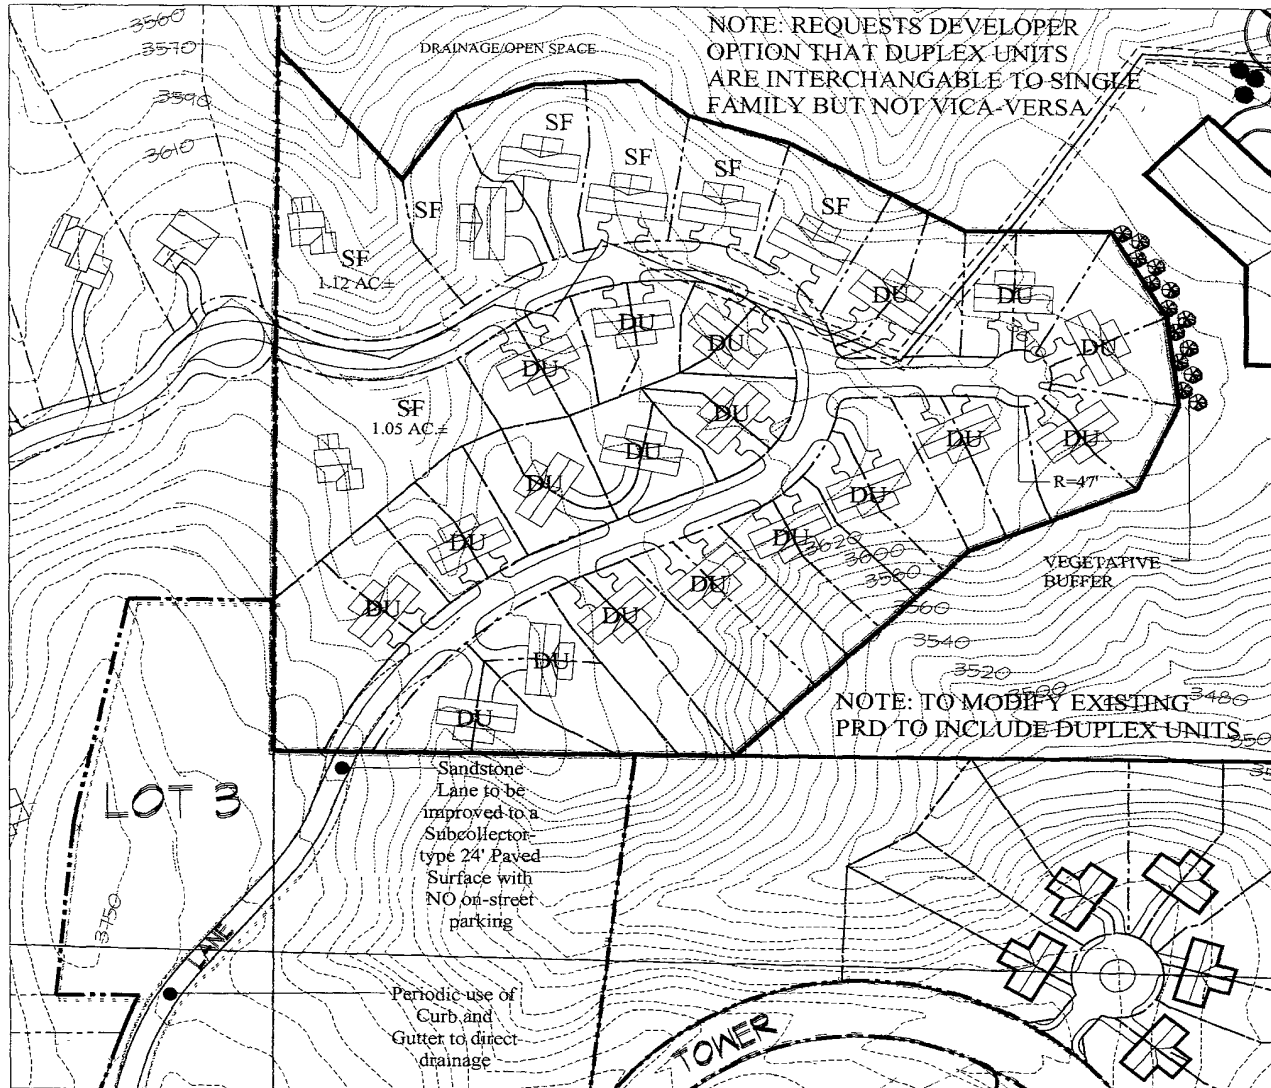 3560
3570
3590
3610
DRAINAGE/OPEN SPACE
NOTE: REQUESTS DEVELOPER
OPTION THAT DUPLEX UNITS
ARE INTERCHANGABLE TO SINGLE
FAMILY BUT NOT VICA-VERSA
SF
SF
SF
SF
SF
SF
1.12 AC.±
DU
DU
DU
DU
DU
DU
SF
1.05 AC.±
DU
DU
DU
DU
DU
R=47'
DU
DU
DU
DU
3620
3600
3580
VEGETATIVE
BUFFER
DU
DU
DU
3560
3540
3520
3500
3480
DU
DU
NOTE: TO MODIFY EXISTING
PRD TO INCLUDE DUPLEX UNITS
LOT 3
3750
LANE
Sandstone
Lane to be
improved to a
Subcollector-
type 24' Paved
Surface with
NO on-street
parking
Periodic use of
Curb and
Gutter to direct
drainage
TOWER